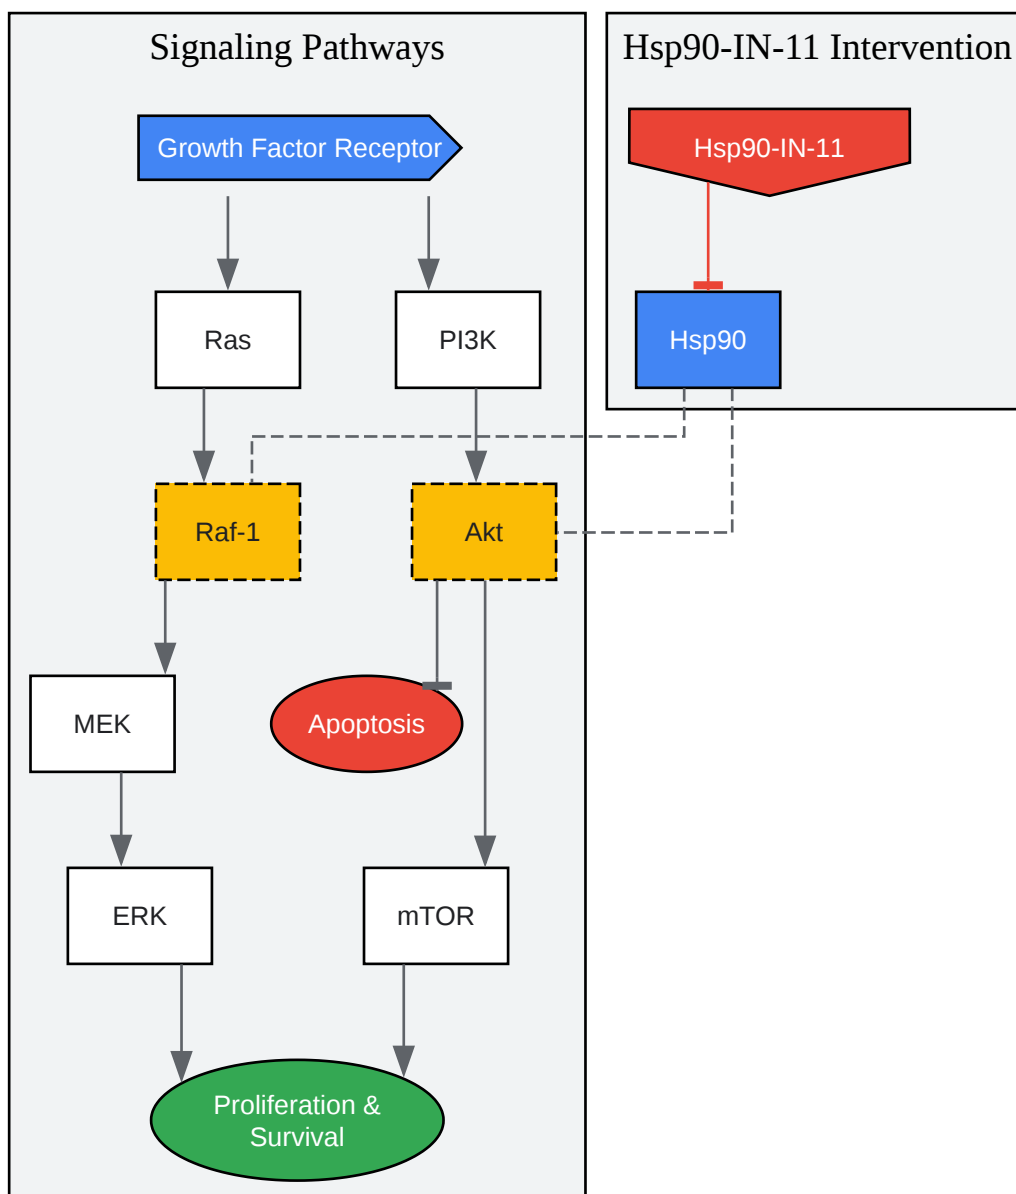 Signaling Pathways
Hsp90-IN-11 Intervention
Growth Factor Receptor
Hsp90-IN-11
Ras
PI3K
Hsp90
Raf-1
Akt
MEK
Apoptosis
ERK
mTOR
Proliferation &
Survival